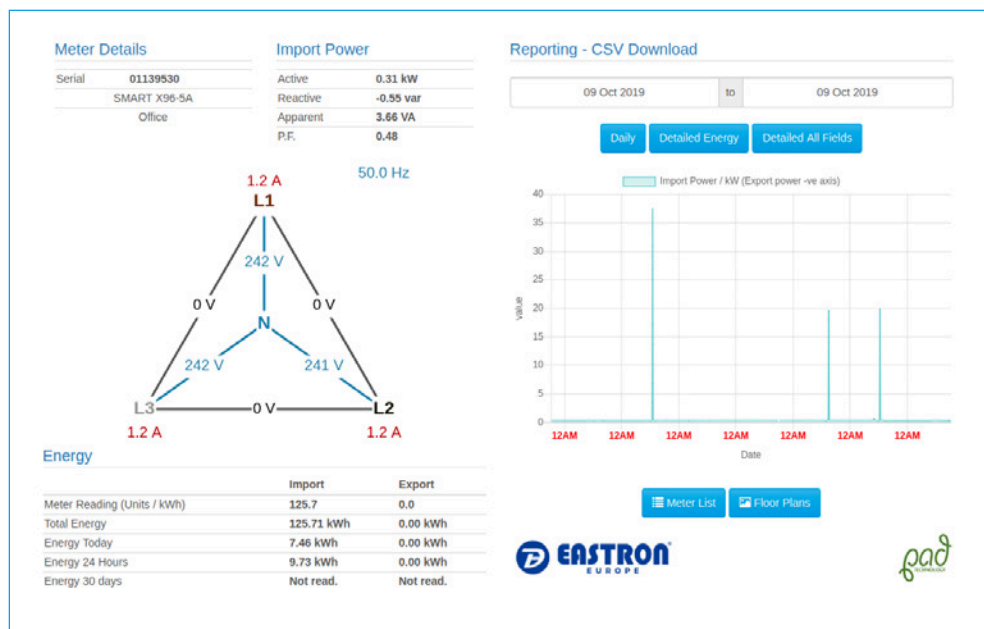 Meter Details
Serial 01139530
SMART X96-5A
Office
Import Power
Active 0.31 kW
Reactive -0.55 var
Apparent 3.66 VA
P.F. 0.48
50.0 Hz
1.2 A
L1
242 V
0 V 0 V
N
242 V 241 V
L3 0 V L2
1.2 A 1.2 A
Energy
Import Export
Meter Reading (Units / kWh) 125.7 0.0
Total Energy 125.71 kWh 0.00 kWh
Energy Today 7.46 kWh 0.00 kWh
Energy 24 Hours 9.73 kWh 0.00 kWh
Energy 30 days Not read. Not read.
Reporting - CSV Download
09 Oct 2019 to 09 Oct 2019
Daily Detailed Energy Detailed All Fields
Import Power / kW (Export power -ve axis)
40
35
30
25
20
15
10
5
0
value
12AM 12AM 12AM 12AM 12AM 12AM 12AM
Date
Meter List Floor Plans
EASTRON
EUROPE
pad
TECHNOLOGY